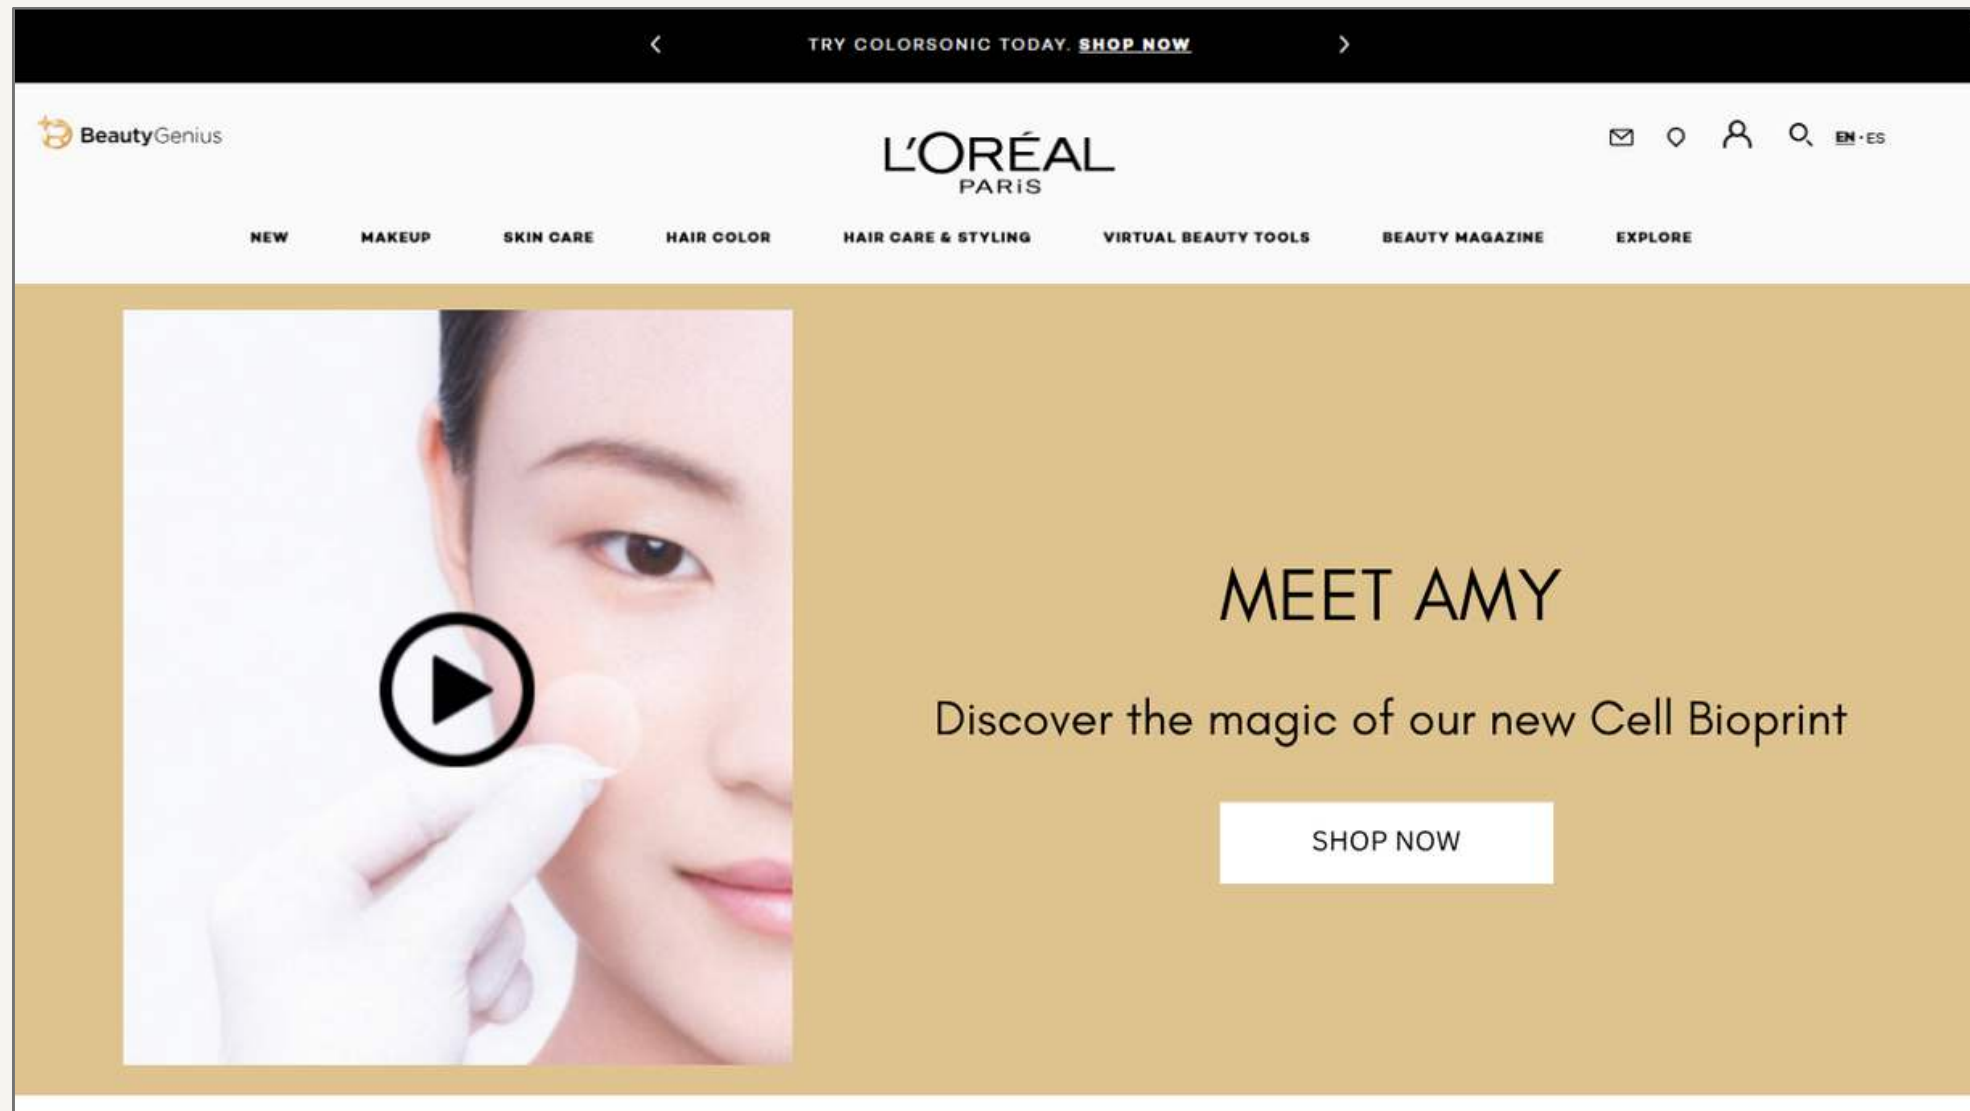 TRY COLORSONIC TODAY. SHOP NOW
BeautyGenius
L'ORÉAL
PARiS
EN · ES
NEW MAKEUP SKIN CARE HAIR COLOR HAIR CARE & STYLING VIRTUAL BEAUTY TOOLS BEAUTY MAGAZINE EXPLORE
MEET AMY
Discover the magic of our new Cell Bioprint
SHOP NOW